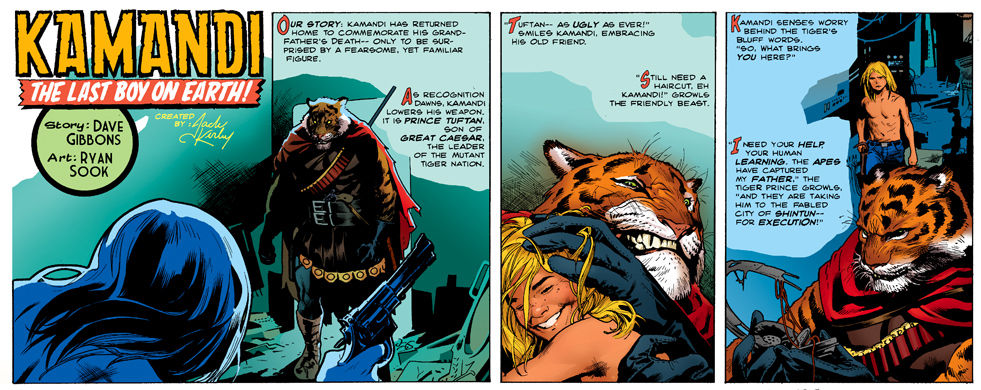 KAMANDI
THE LAST BOY ON EARTH!
Story: DAVE
GIBBONS
Art: RYAN
SOOK
CREATED
BY: Jack
Kirby
OUR STORY: KAMANDI HAS RETURNED
HOME TO COMMEMORATE HIS GRAND-
FATHER'S DEATH-- ONLY TO BE SUR-
PRISED BY A FEARSOME, YET FAMILIAR
FIGURE.
AS RECOGNITION
DAWNS, KAMANDI
LOWERS HIS WEAPON.
IT IS PRINCE TUFTAN,
SON OF
GREAT CAESAR,
THE LEADER
OF THE MUTANT
TIGER NATION.
"TUFTAN-- AS UGLY AS EVER!"
SMILES KAMANDI, EMBRACING
HIS OLD FRIEND.
"STILL NEED A
HAIRCUT, EH
KAMANDI!" GROWLS
THE FRIENDLY BEAST.
KAMANDI SENSES WORRY
BEHIND THE TIGER'S
BLUFF WORDS.
"SO, WHAT BRINGS
YOU HERE?"
"I NEED YOUR HELP,
YOUR HUMAN
LEARNING. THE APES
HAVE CAPTURED
MY FATHER," THE
TIGER PRINCE GROWLS,
"AND THEY ARE TAKING
HIM TO THE FABLED
CITY OF SHINTUN--
FOR EXECUTION!"